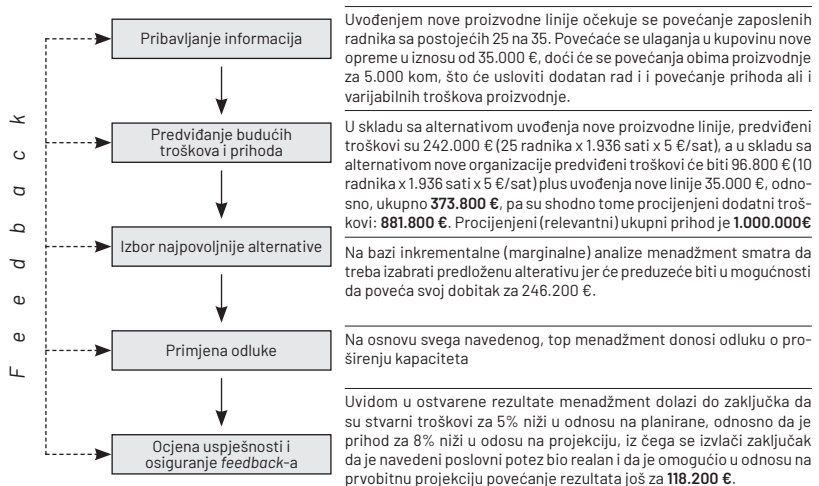 Feedback
Pribavljanje informacija
Uvođenjem nove proizvodne linije očekuje se povećanje zaposlenih
radnika sa postojećih 25 na 35. Povećaće se ulaganja u kupovinu nove
opreme u iznosu od 35.000 €, doći će se povećanja obima proizvodnje
za 5.000 kom, što će usloviti dodatan rad i i povećanje prihoda ali i
varijabilnih troškova proizvodnje.
Predviđanje budućih
troškova i prihoda
U skladu sa alternativom uvođenja nove proizvodne linije, predviđeni
troškovi su 242.000 € (25 radnika x 1.936 sati x 5 €/sat), a u skladu sa
alternativom nove organizacije predviđeni troškovi će biti 96.800 € (10
radnika x 1.936 sati x 5 €/sat) plus uvođenja nove linije 35.000 €, odno-
sno, ukupno 373.800 €, pa su shodno tome procijenjeni dodatni troš-
kovi: 881.800 €. Procijenjeni (relevantni) ukupni prihod je 1.000.000€
Izbor najpovoljnije alternative
Na bazi inkrementalne (marginalne) analize menadžment smatra da
treba izabrati predloženu alterativu jer će preduzeće biti u mogućnosti
da poveća svoj dobitak za 246.200 €.
Primjena odluke
Na osnovu svega navedenog, top menadžment donosi odluku o pro-
širenju kapaciteta
Ocjena uspješnosti i
osiguranje feedback-a
Uvidom u ostvarene rezultate menadžment dolazi do zaključka da
su stvarni troškovi za 5% niži u odnosu na planirane, odnosno da je
prihod za 8% niži u odosu na projekciju, iz čega se izvlači zaključak
da je navedeni poslovni potez bio realan i da je omogućio u odnosu na
prvobitnu projekciju povećanje rezultata još za 118.200 €.